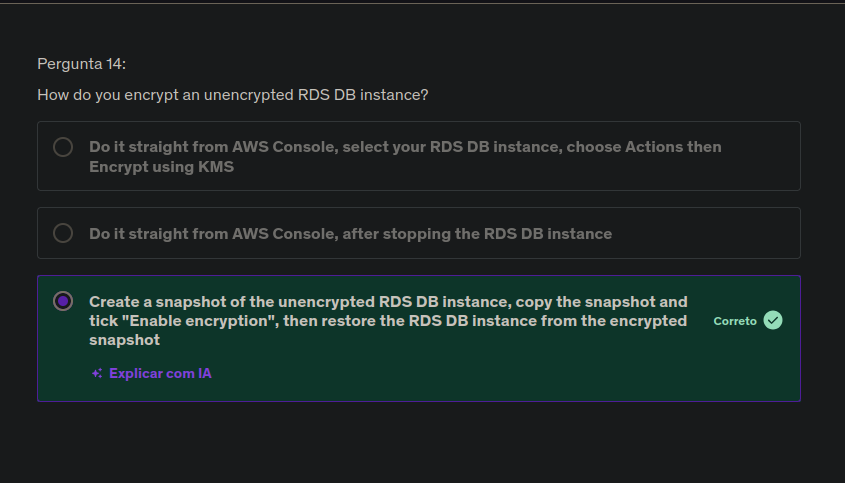 Pergunta 14:
How do you encrypt an unencrypted RDS DB instance?
Do it straight from AWS Console, select your RDS DB instance, choose Actions then
Encrypt using KMS
Do it straight from AWS Console, after stopping the RDS DB instance
Create a snapshot of the unencrypted RDS DB instance, copy the snapshot and
tick "Enable encryption", then restore the RDS DB instance from the encrypted
snapshot
Correto
Explicar com IA